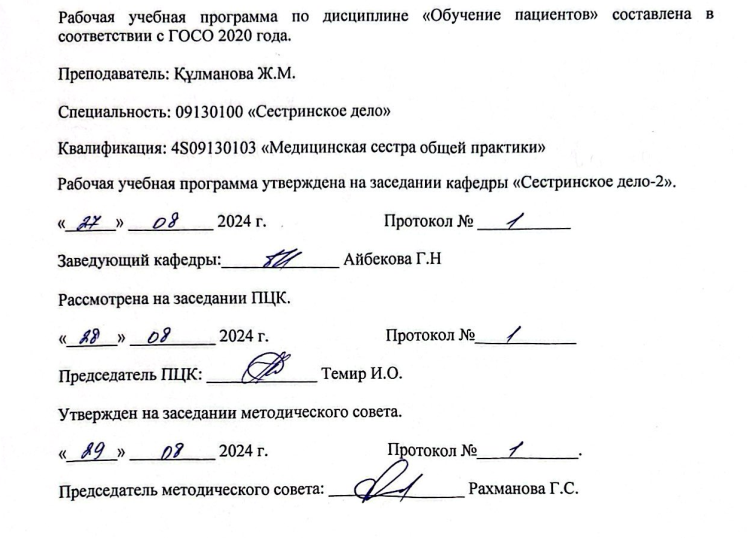 Рабочая учебная программа по дисциплине «Обучение пациентов» составлена в
соответствии с ГОСО 2020 года.
Преподаватель: Құлманова Ж.М.
Специальность: 09130100 «Сестринское дело»
Квалификация: 4S09130103 «Медицинская сестра общей практики»
Рабочая учебная программа утверждена на заседании кафедры «Сестринское дело-2».
«27» 08 2024 г. Протокол № 1
Заведующий кафедры: Айбекова Г.Н
Рассмотрена на заседании ПЦК.
«28» 08 2024 г. Протокол № 1
Председатель ПЦК: Темир И.О.
Утвержден на заседании методического совета.
«29» 08 2024 г. Протокол № 1.
Председатель методического совета: Рахманова Г.С.